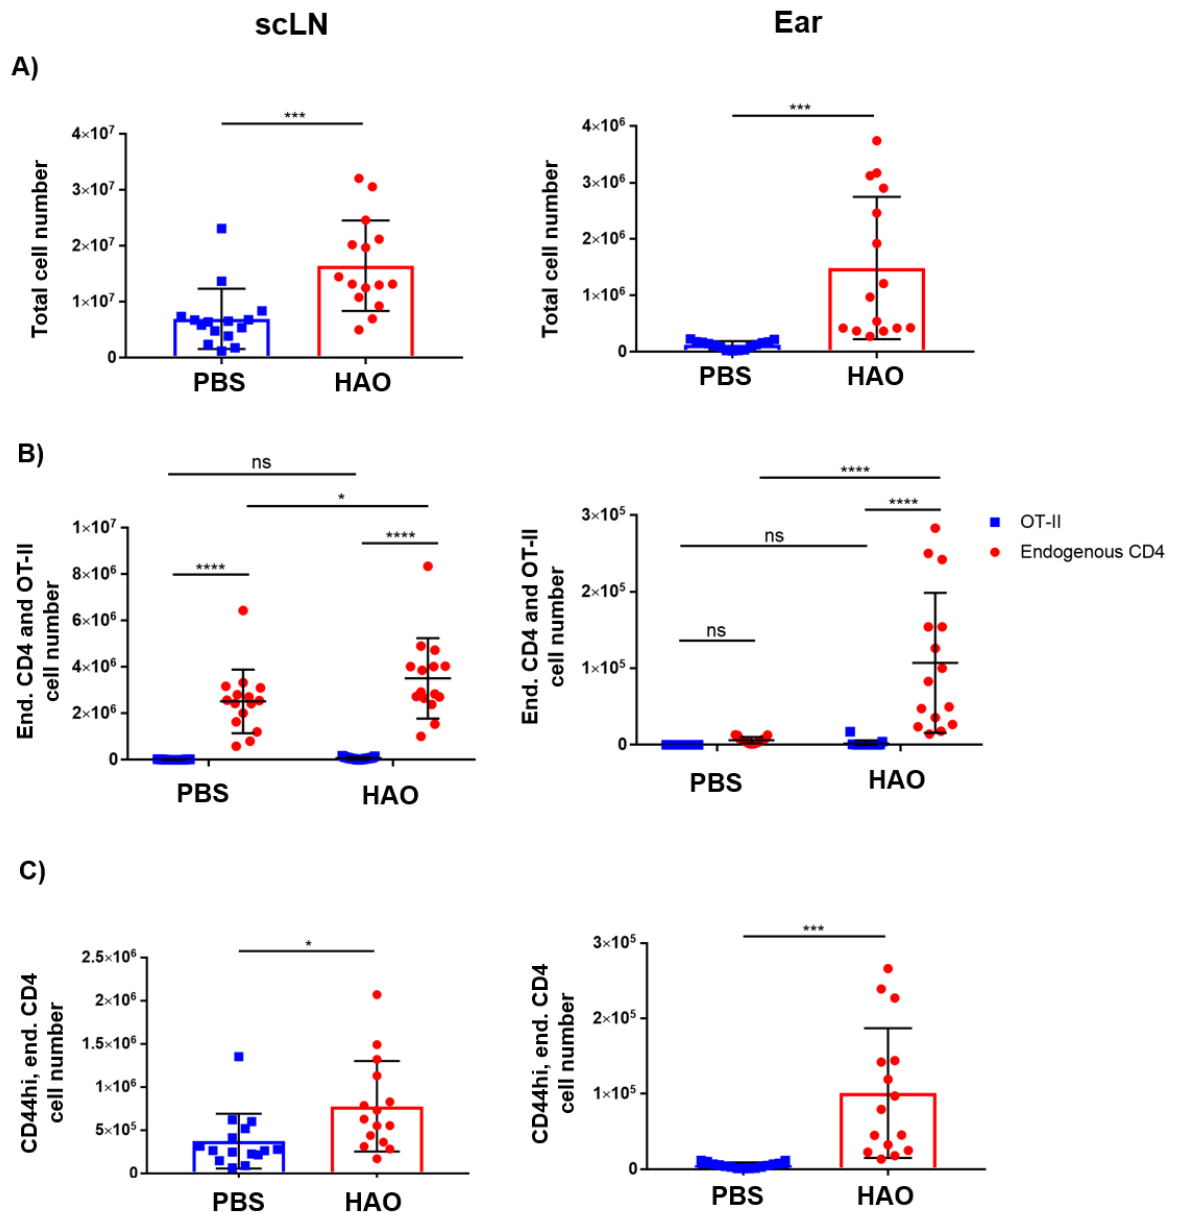 scLN
Ear
A)
***
4×10⁷
3×10⁷
2×10⁷
1×10⁷
0
Total cell number
PBS
HAO
***
4×10⁶
3×10⁶
2×10⁶
1×10⁶
0
Total cell number
PBS
HAO
B)
ns
*
****
****
1×10⁷
8×10⁶
6×10⁶
4×10⁶
2×10⁶
0
End. CD4 and OT-II
cell number
PBS
HAO
****
****
ns
ns
3×10⁵
2×10⁵
1×10⁵
0
End. CD4 and OT-II
cell number
PBS
HAO
OT-II
Endogenous CD4
C)
*
2.5×10⁶
2×10⁶
1.5×10⁶
1×10⁶
5×10⁵
0
CD44hi, end. CD4
cell number
PBS
HAO
***
3×10⁵
2×10⁵
1×10⁵
0
CD44hi, end. CD4
cell number
PBS
HAO